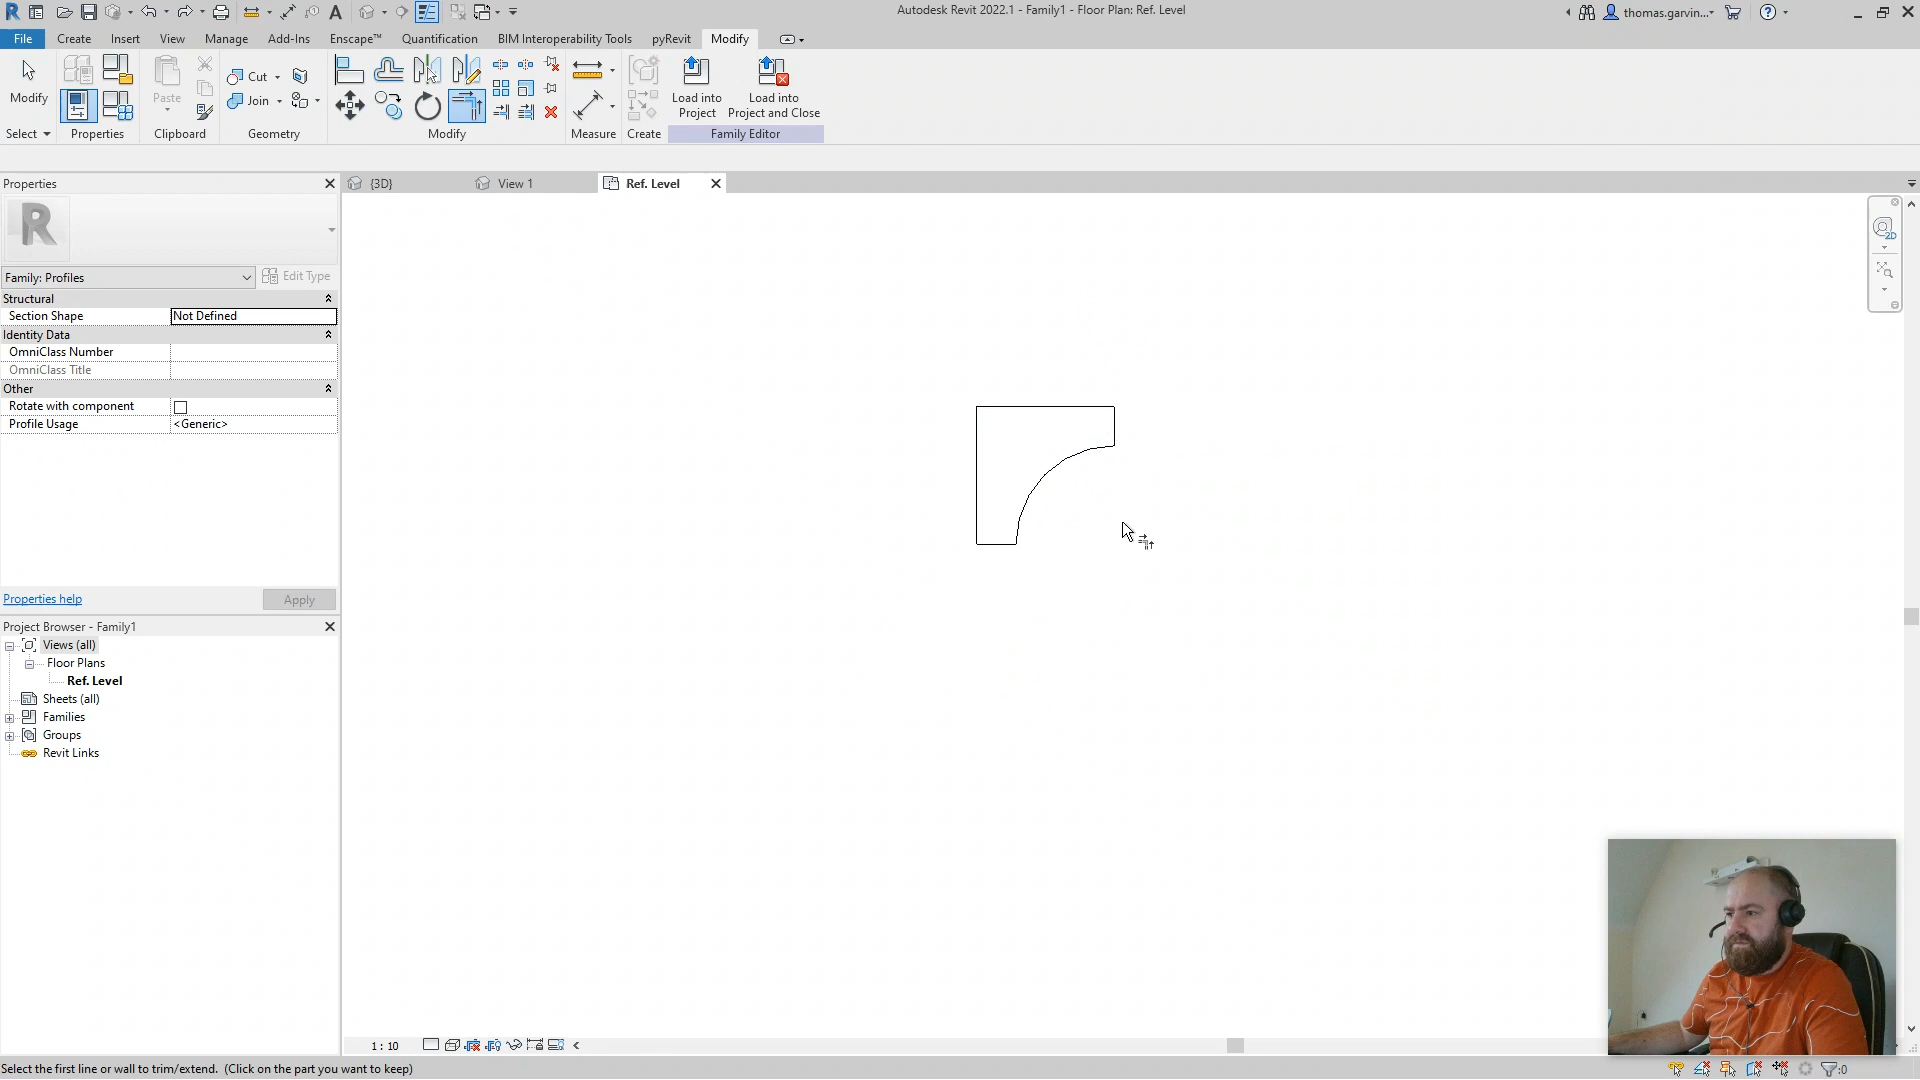 Autodesk Revit 2022.1 - Family1 - Floor Plan: Ref. Level
thomas.garvin...
File Create Insert View Manage Add-Ins Enscape™ Quantification BIM Interoperability Tools pyRevit Modify
Modify
Paste
Cut
Join
Load into
Project
Load into
Project and Close
Select Properties Clipboard Geometry Modify Measure Create Family Editor
Properties
{3D} View 1 Ref. Level
Family: Profiles Edit Type
Structural
Section Shape Not Defined
Identity Data
OmniClass Number
OmniClass Title
Other
Rotate with component
Profile Usage <Generic>
Properties help Apply
Project Browser - Family1
Views (all)
Floor Plans
Ref. Level
Sheets (all)
Families
Groups
Revit Links
1 : 10
Select the first line or wall to trim/extend. (Click on the part you want to keep)
:0